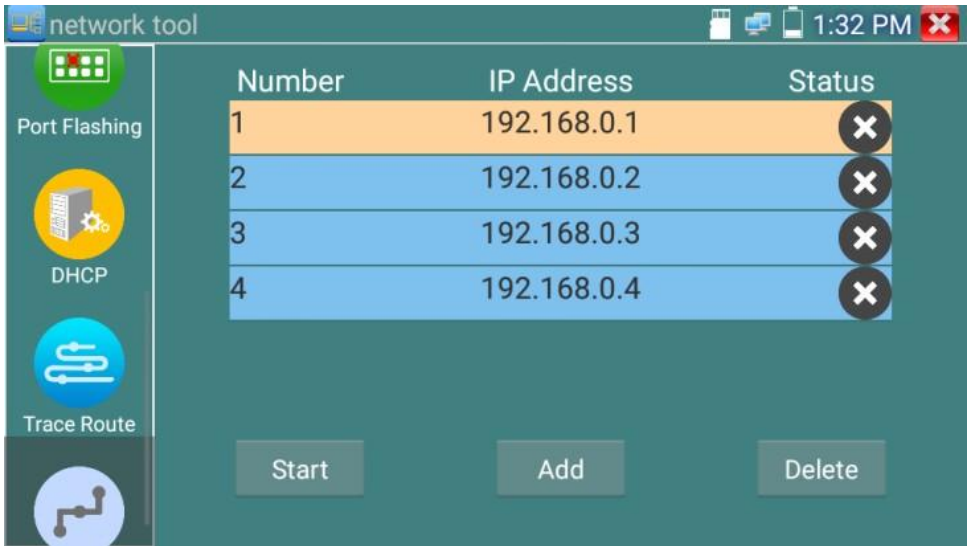 network tool
1:32 PM
Port Flashing
DHCP
Trace Route
Number IP Address Status
1 192.168.0.1
2 192.168.0.2
3 192.168.0.3
4 192.168.0.4
Start Add Delete